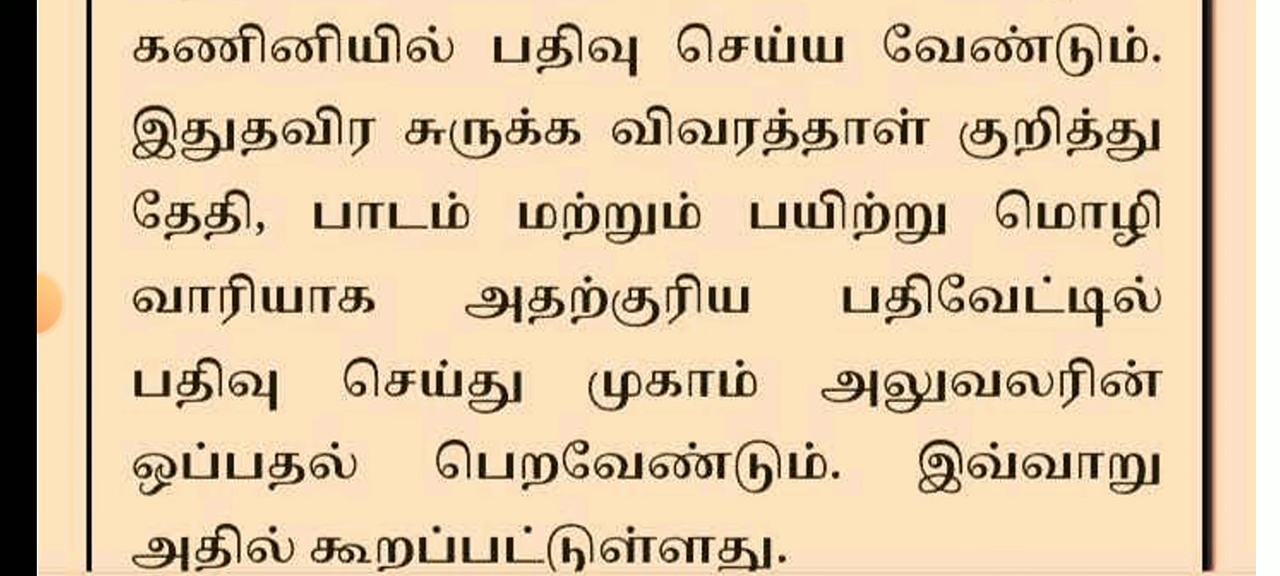 கணினியில் பதிவு செய்ய வேண்டும்.
இதுதவிர சுருக்க விவரத்தாள் குறித்து
தேதி, பாடம் மற்றும் பயிற்று மொழி
வாரியாக அதற்குரிய பதிவேட்டில்
பதிவு செய்து முகாம் அலுவலரின்
ஒப்பதல் பெறவேண்டும். இவ்வாறு
அதில் கூறப்பட்டுள்ளது.